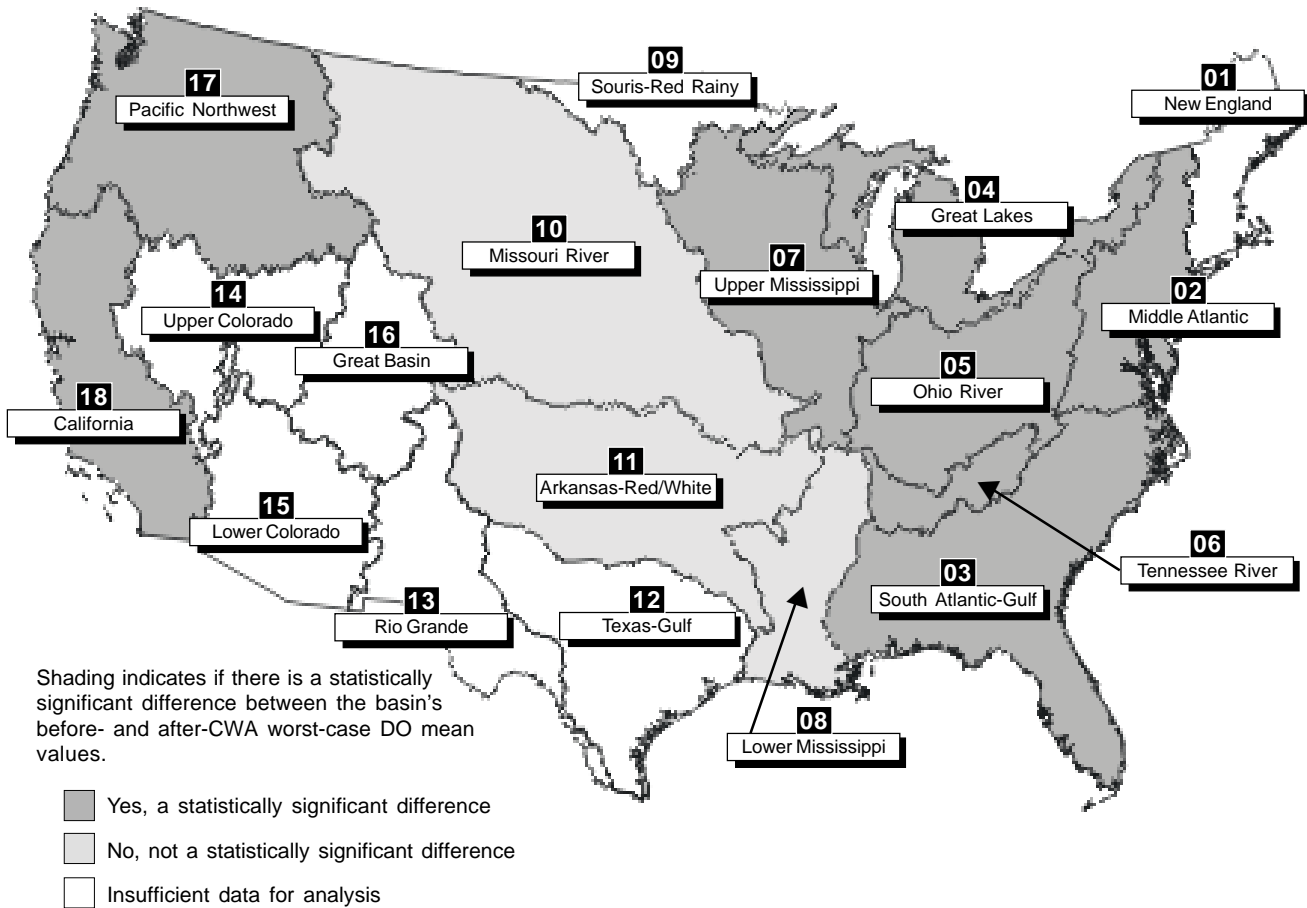 09
Souris-Red Rainy
01
New England
17
Pacific Northwest
04
Great Lakes
10
Missouri River
07
Upper Mississippi
02
Middle Atlantic
14
Upper Colorado
16
Great Basin
05
Ohio River
18
California
11
Arkansas-Red/White
15
Lower Colorado
06
Tennessee River
03
South Atlantic-Gulf
13
Rio Grande
12
Texas-Gulf
08
Lower Mississippi
Shading indicates if there is a statistically
significant difference between the basin's
before- and after-CWA worst-case DO mean
values.
Yes, a statistically significant difference
No, not a statistically significant difference
Insufficient data for analysis